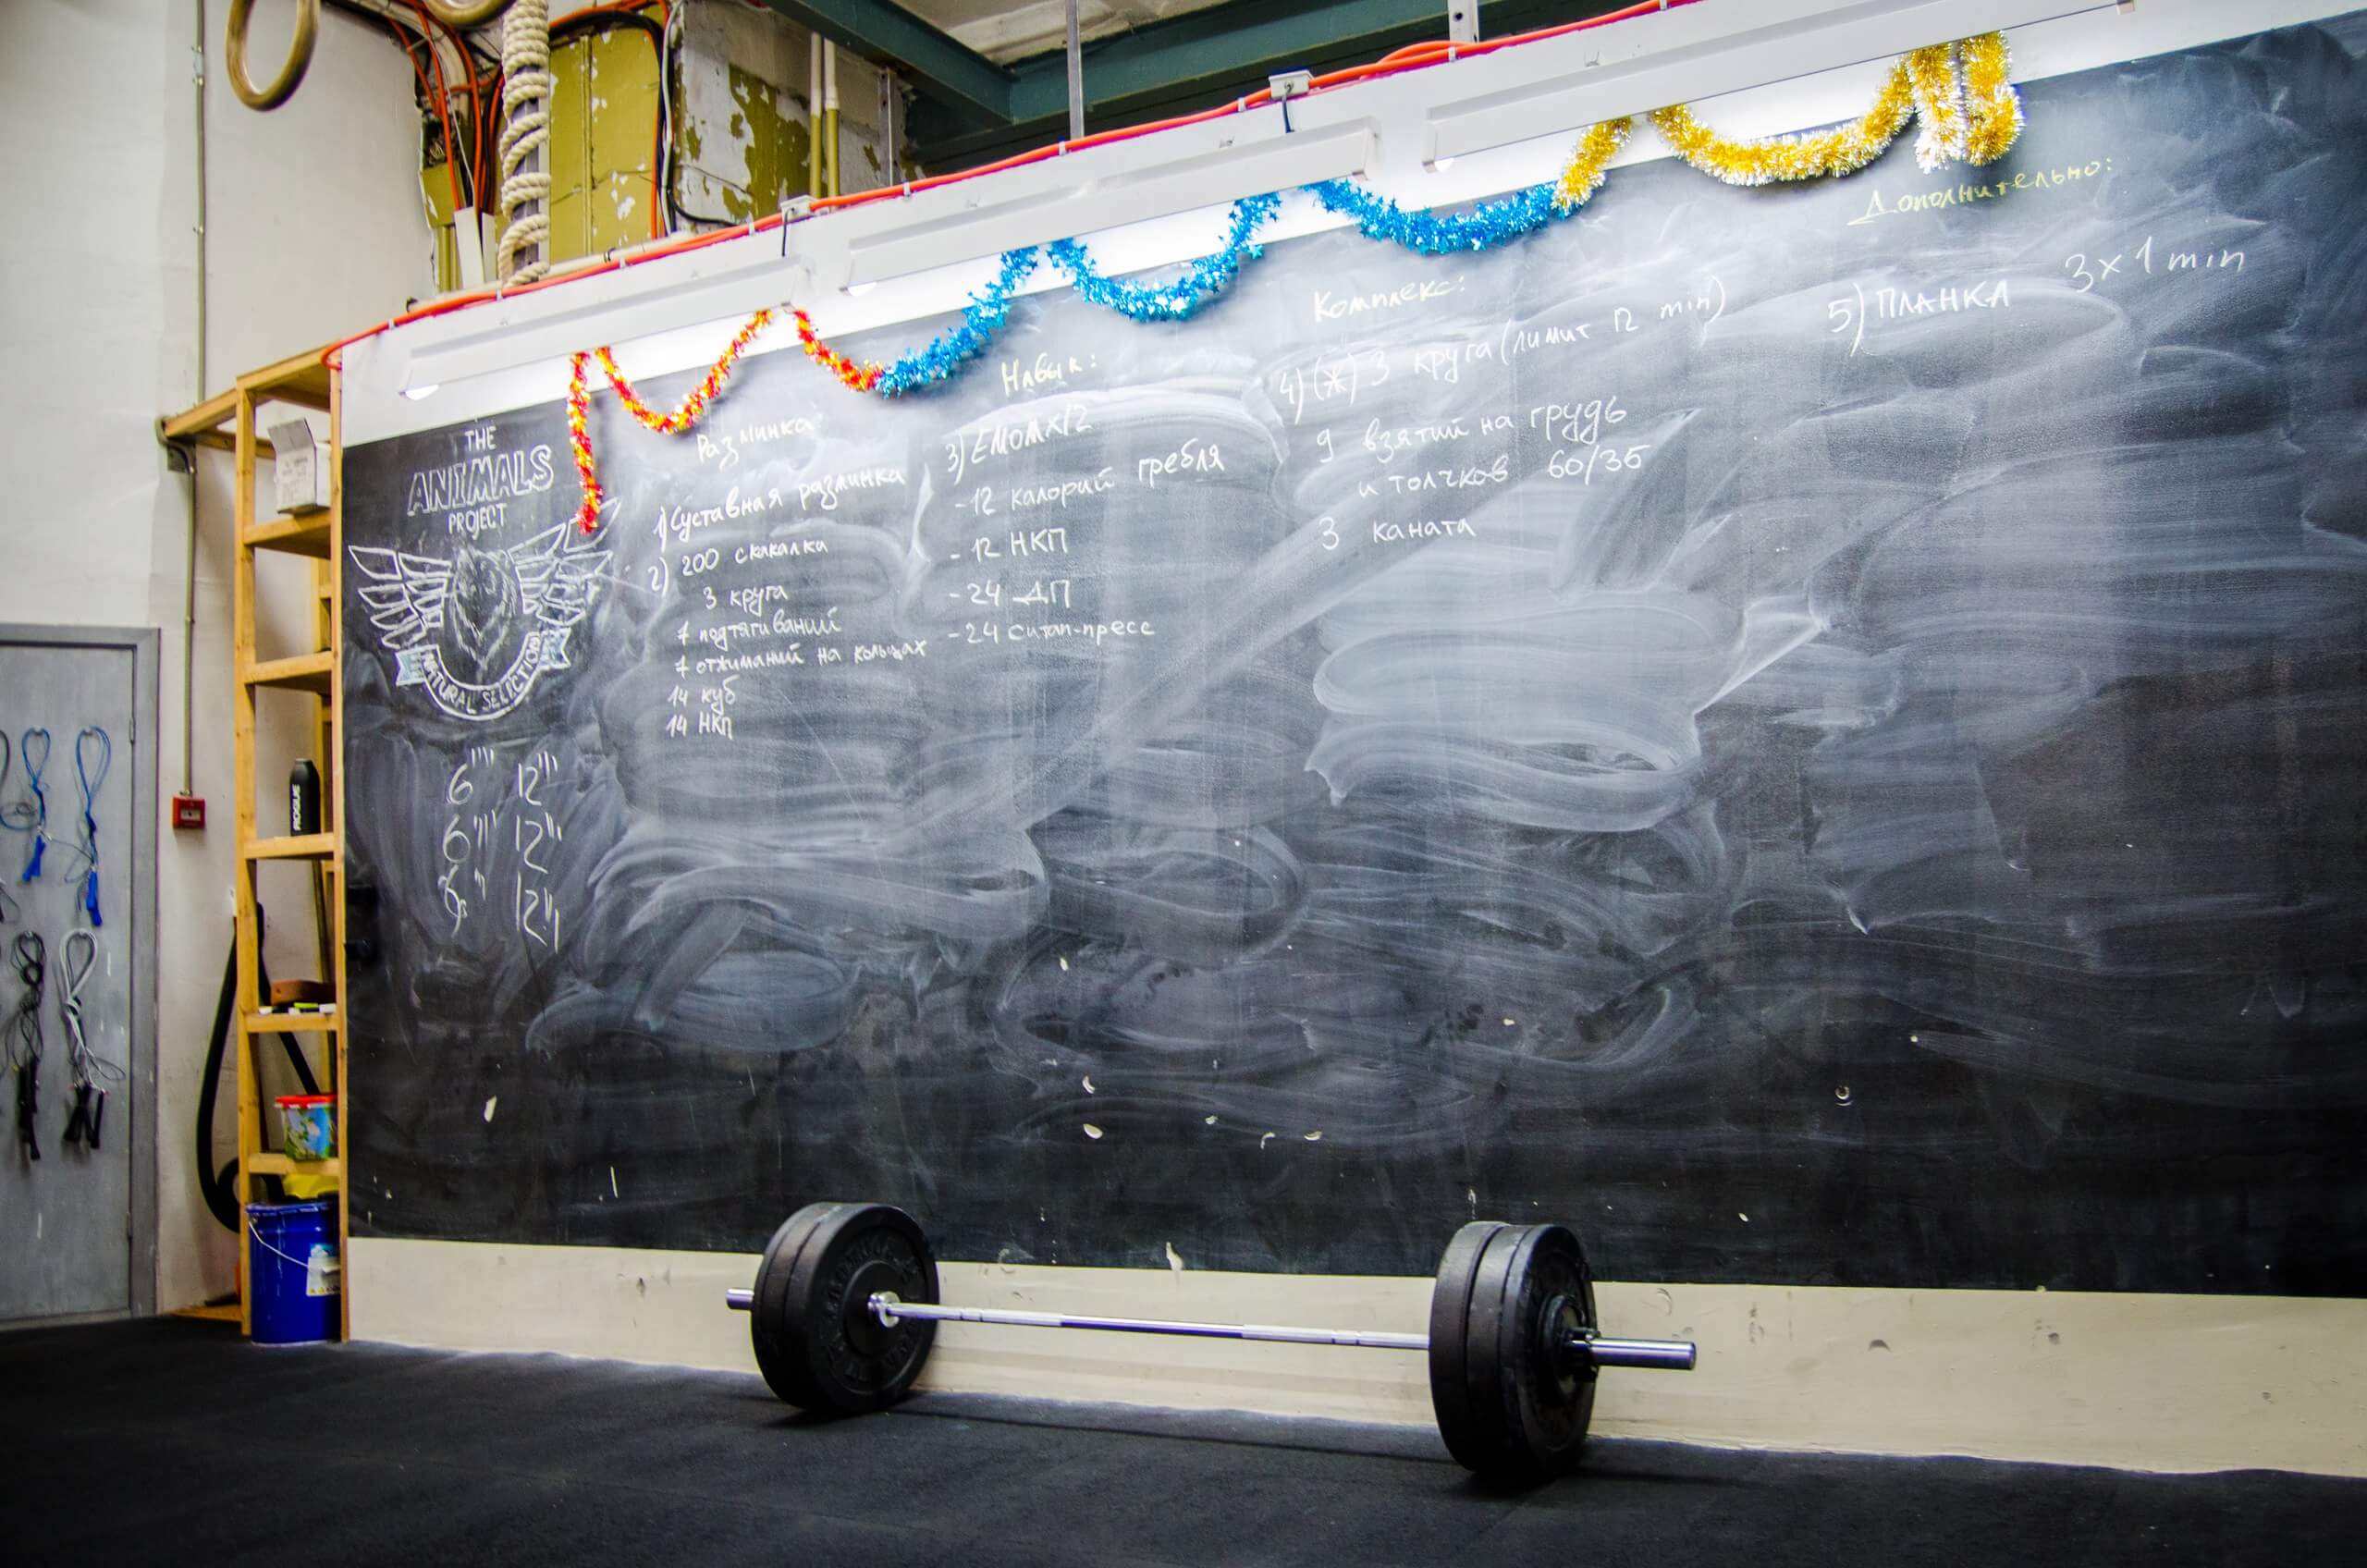 THE
ANIMALS
PROJECT
NATURAL SELECTION
6'''' 12'''
6'''' 12''''
6'' 12'''
Разминка:
1) Суставная разминка
2) 200 скакалка
3 круга
7 подтягиваний
7 отжиманий на кольцах
14 куб
14 НКП
Навык:
3) EMOMX12
-12 калорий гребля
- 12 НКП
- 24 ДП
- 24 ситап-пресс
Комплекс:
4) (Ж) 3 круга (лимит 12 min)
9 взятий на грудь
и толчков 60/35
3 каната
Дополнительно:
5) ПЛАНКА 3 x 1 min
ROGUE